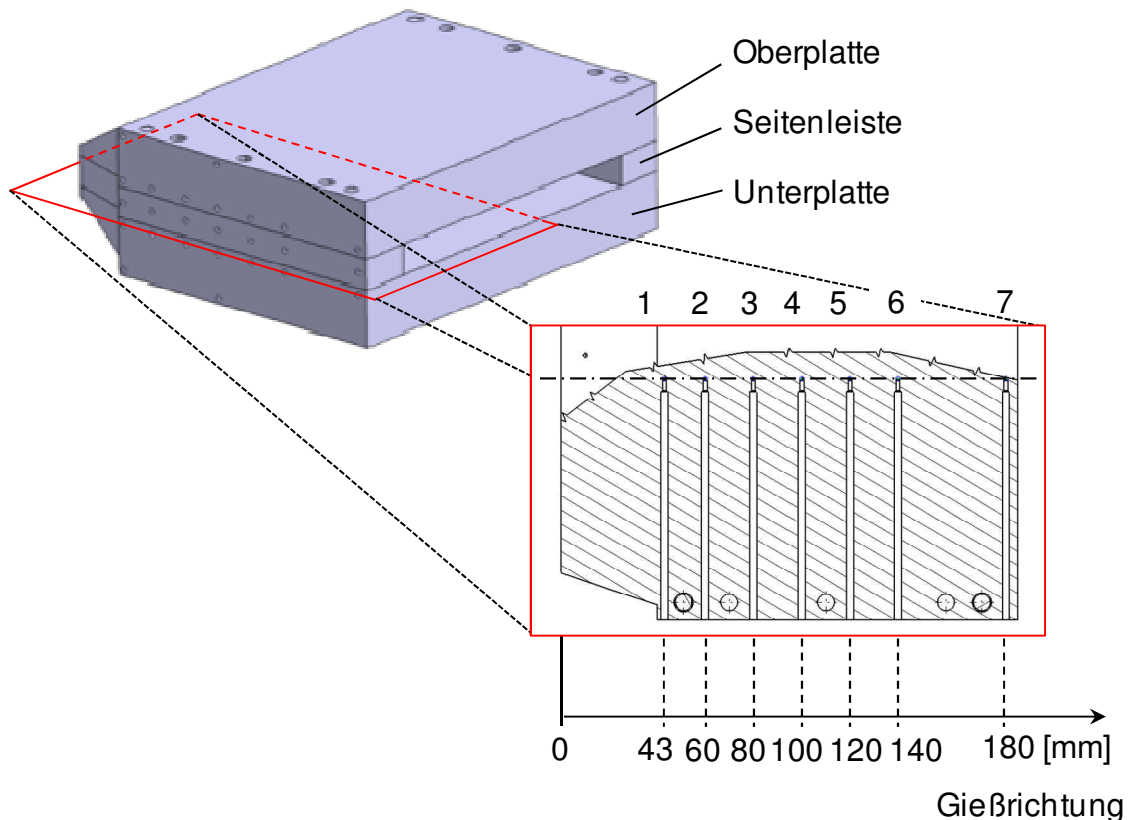 Oberplatte
Seitenleiste
Unterplatte
1 2 3 4 5 6 7
0 43 60 80 100 120 140 180 [mm]
Gießrichtung